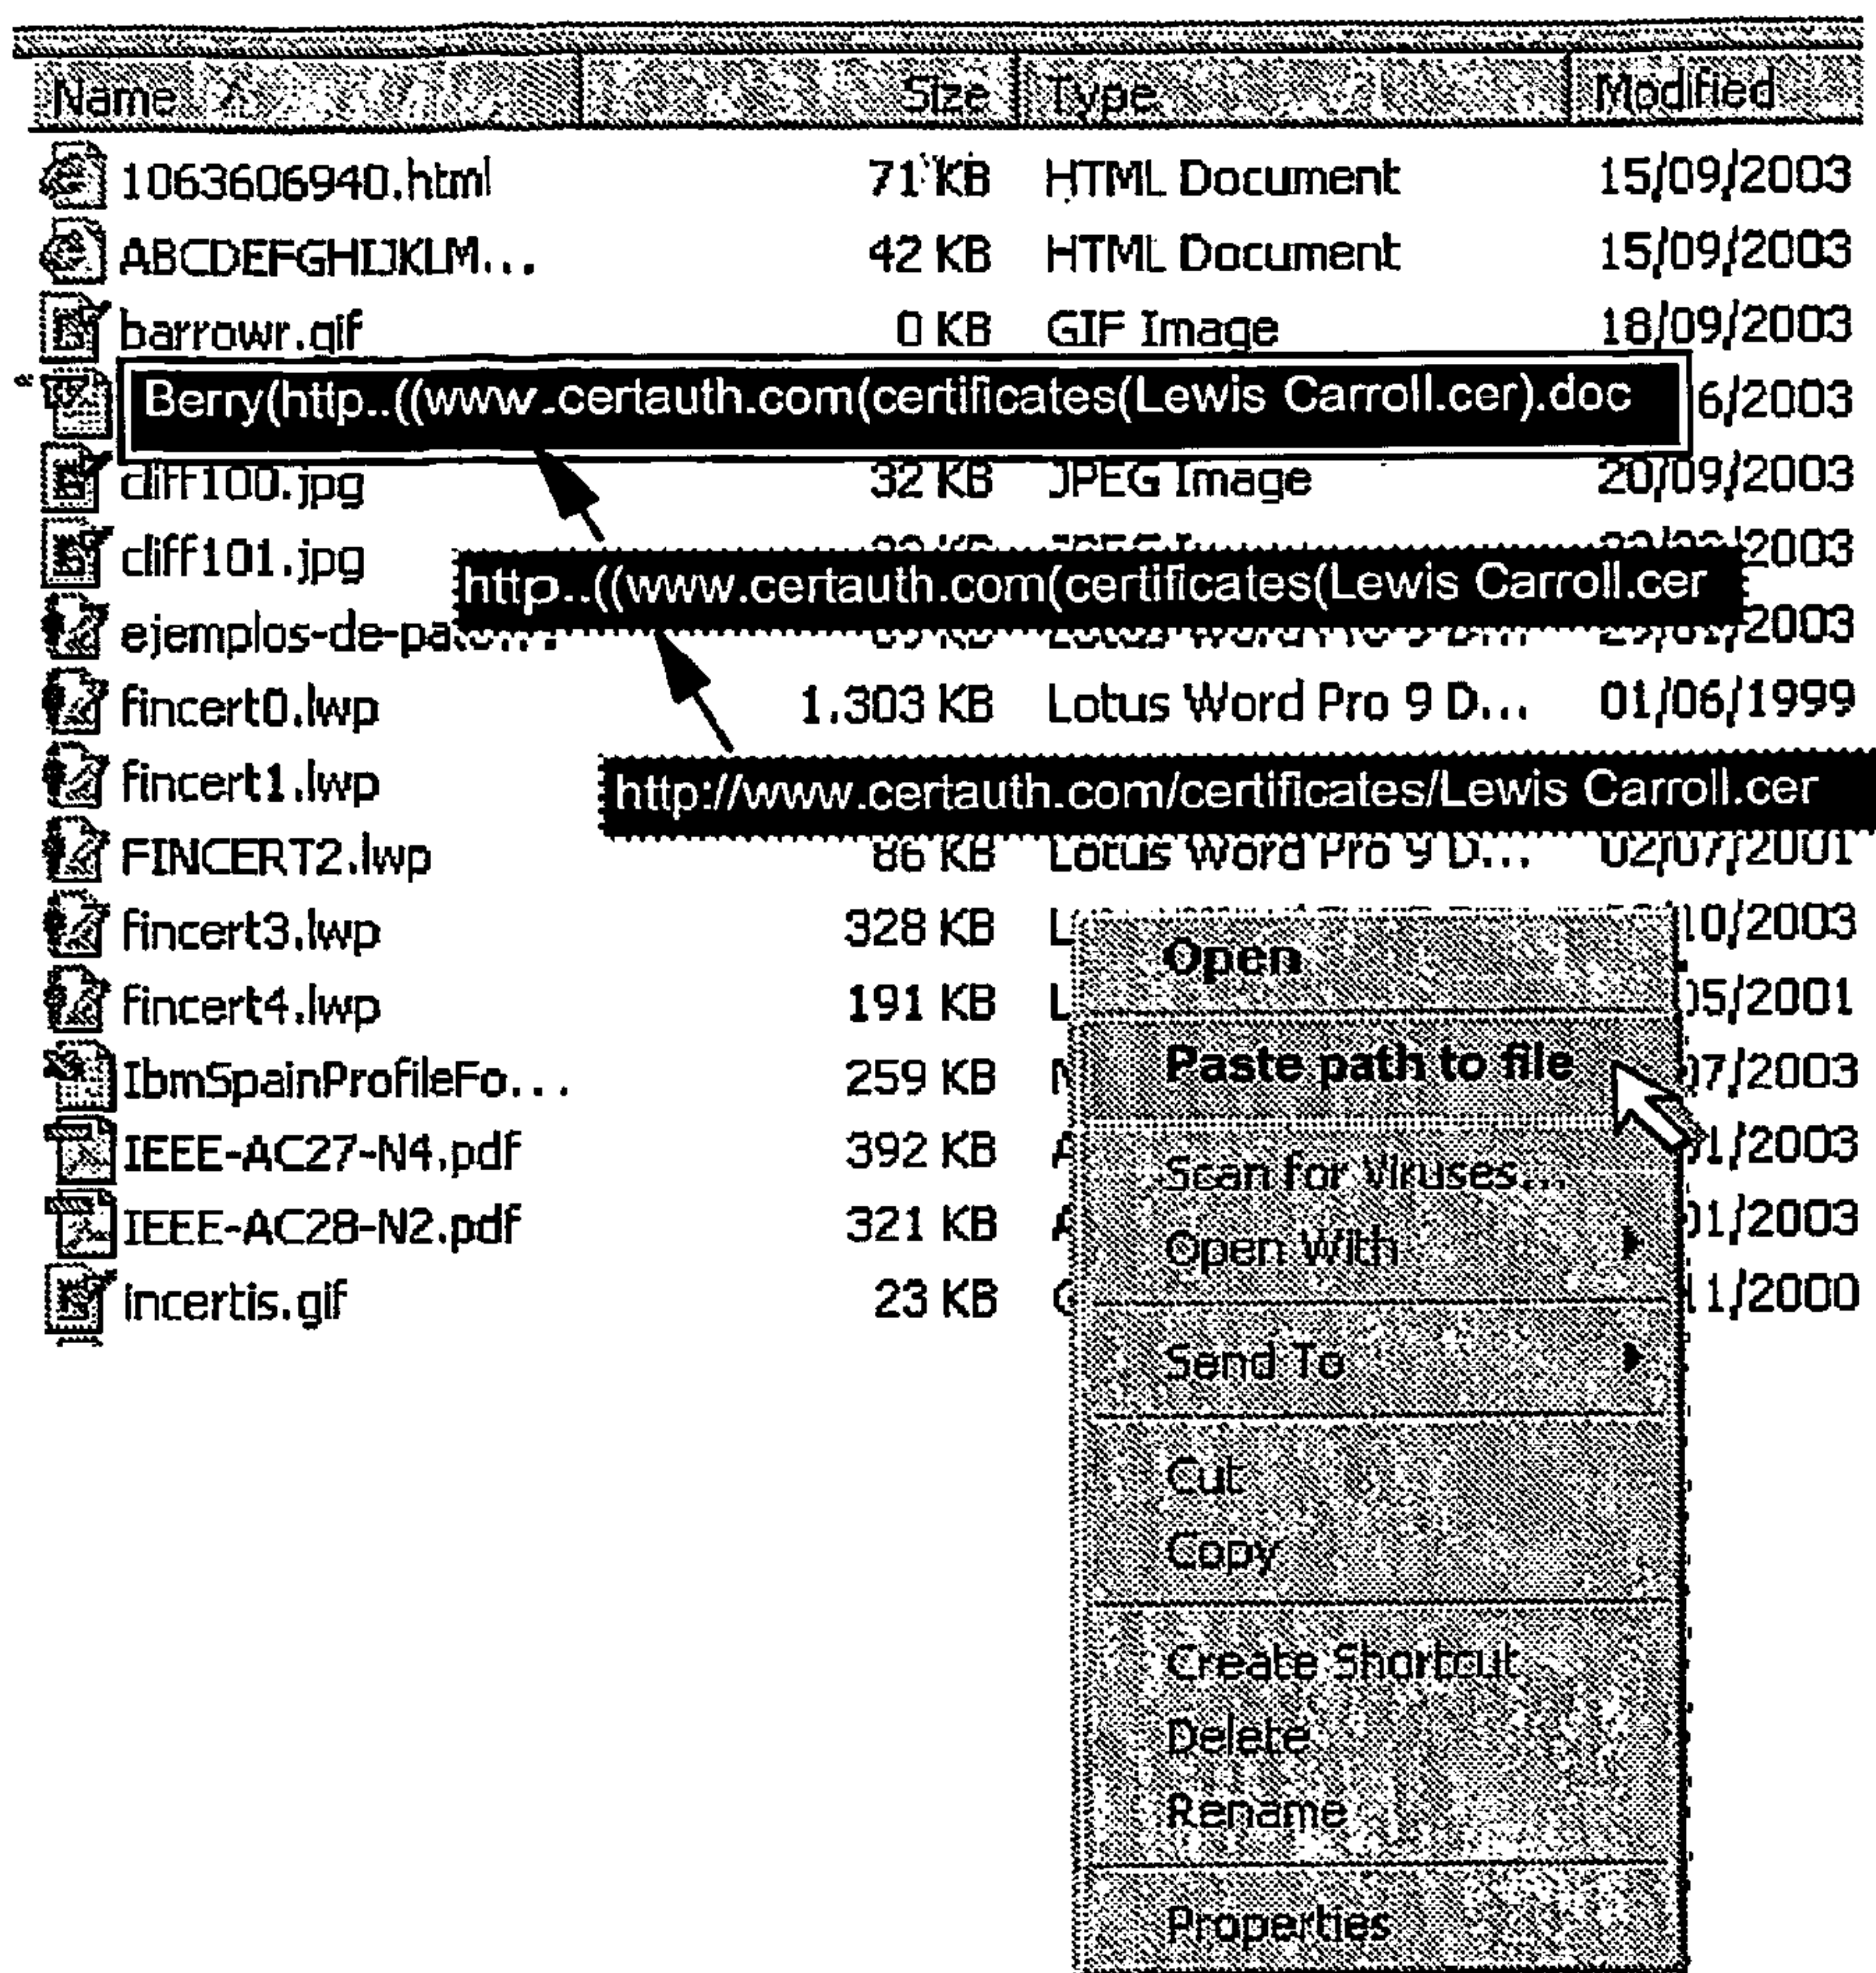 Name Size Type Modified
1063606940.html 71 KB HTML Document 15/09/2003
ABCDEFGHIJKLM... 42 KB HTML Document 15/09/2003
barrowr.gif 0 KB GIF Image 18/09/2003
Berry(http..((www.certauth.com(certificates(Lewis Carroll.cer).doc 6/2003
cliff100.jpg 32 KB JPEG Image 20/09/2003
cliff101.jpg 2003
http..((www.certauth.com(certificates(Lewis Carroll.cer
ejemplos-de-pate... 2003
fincert0.lwp 1.303 KB Lotus Word Pro 9 D... 01/06/1999
fincert1.lwp http://www.certauth.com/certificates/Lewis Carroll.cer
FINCERT2.lwp 86 KB Lotus Word Pro 9 D... 02/07/2001
fincert3.lwp 328 KB L 10/2003
Open
fincert4.lwp 191 KB L 05/2001
IbmSpainProfileFo... 259 KB 07/2003
Paste path to file
IEEE-AC27-N4.pdf 392 KB A 01/2003
Scan for Viruses...
IEEE-AC28-N2.pdf 321 KB A 01/2003
Open With
incertis.gif 23 KB G 11/2000
Send To
Cut
Copy
Create Shortcut
Delete
Rename
Properties